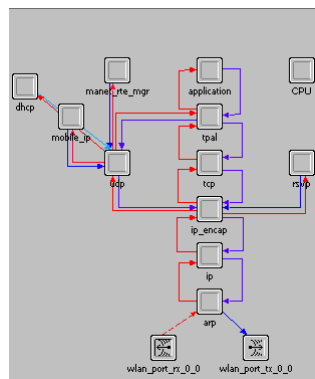 manet_rte_mgr
application
CPU
dhcp
mobile_ip
tpal
udp
tcp
rsvp
ip_encap
ip
arp
wlan_port_rx_0_0
wlan_port_tx_0_0